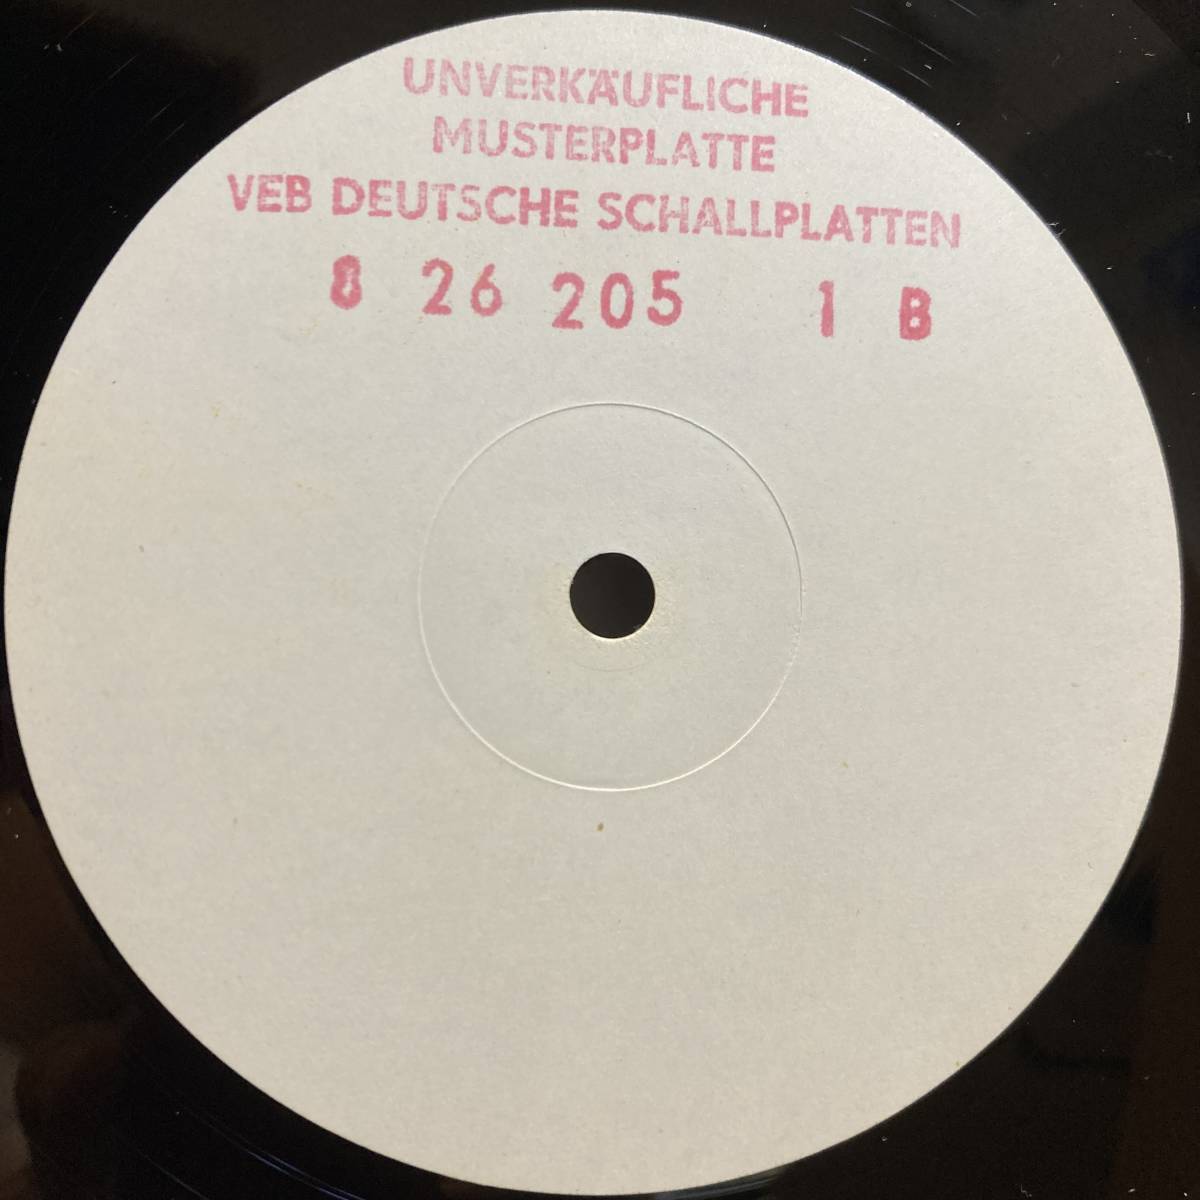 UNVERKÄUFLICHE
MUSTERPLATTE
VEB DEUTSCHE SCHALLPLATTEN
8 26 205 1 B